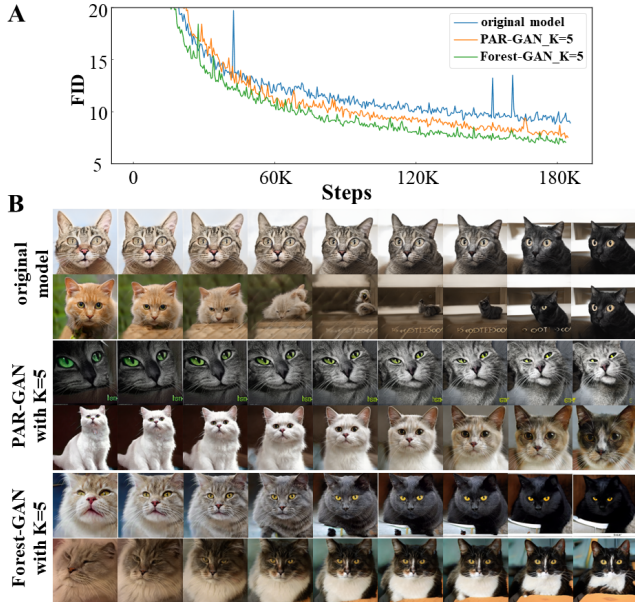 A
FID
20
15
10
5
original model
PAR-GAN_K=5
Forest-GAN_K=5
0
60K
120K
180K
Steps
B
original
model
PAR-GAN
with K=5
Forest-GAN
with K=5